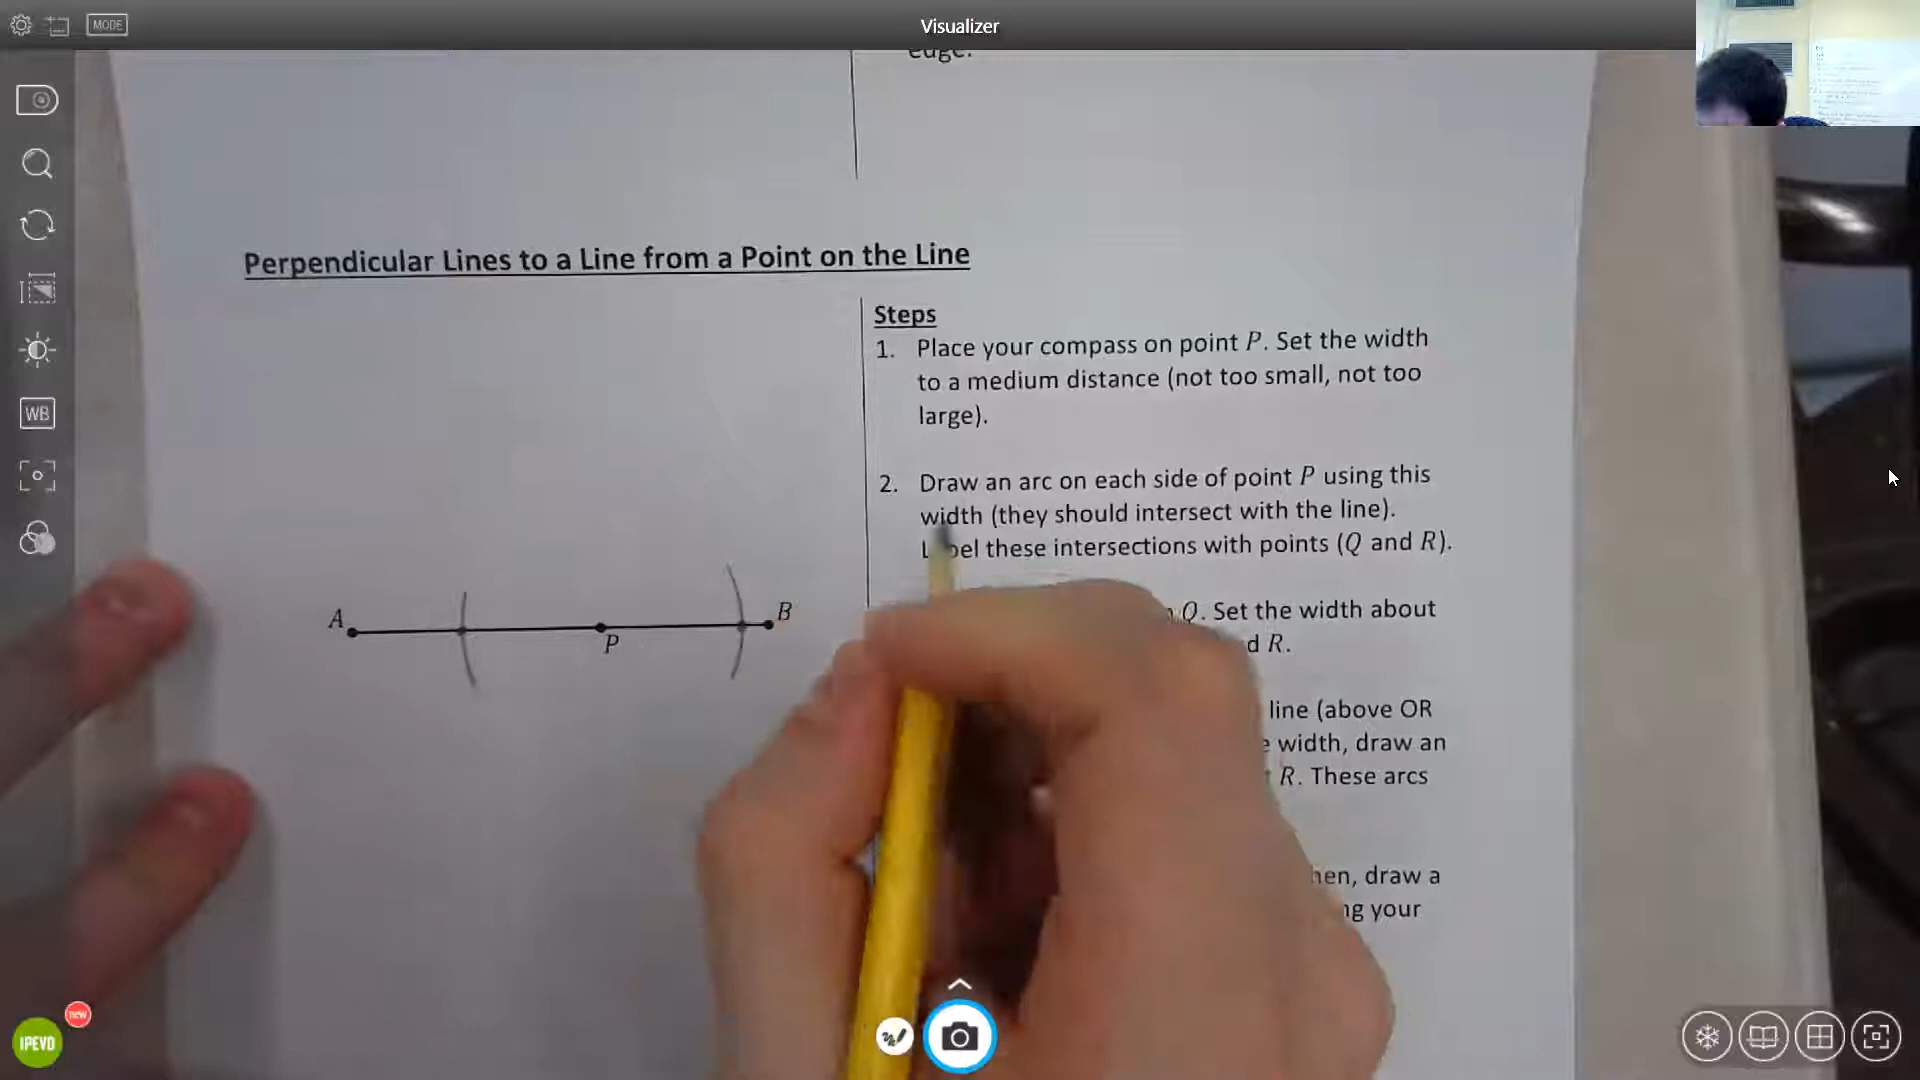 MODE
Visualizer
edge.
WB
Perpendicular Lines to a Line from a Point on the Line
Steps
1. Place your compass on point P. Set the width
to a medium distance (not too small, not too
large).
2. Draw an arc on each side of point P using this
width (they should intersect with the line).
these intersections with points (Q and R).
Q. Set the width about
R.
line (above OR
width, draw an
R. These arcs
draw a
your
A
B
P
new
IPEVO